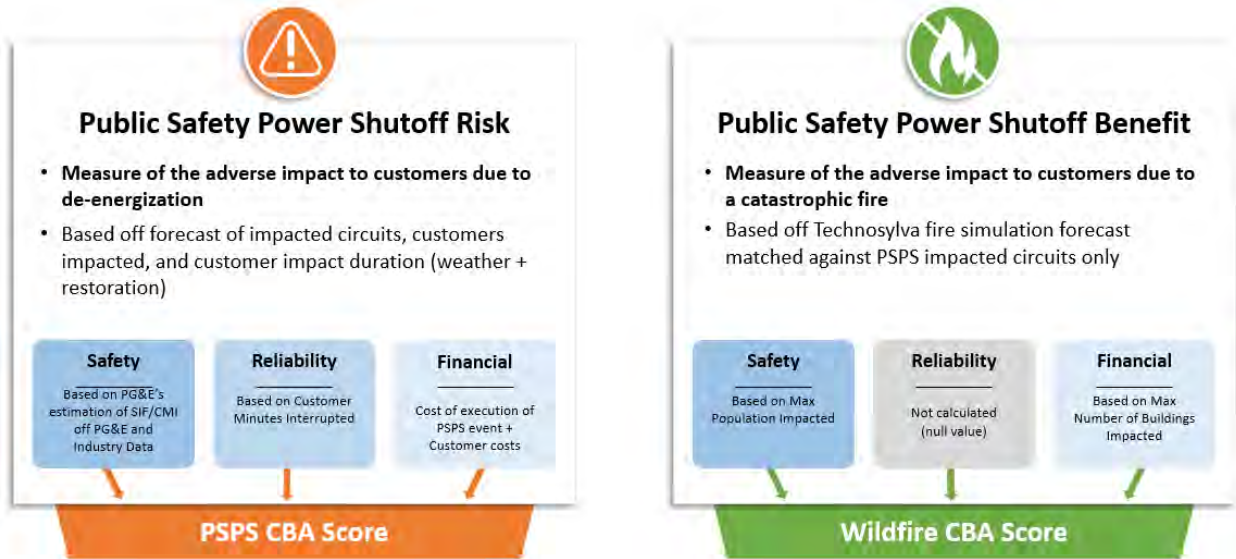 Public Safety Power Shutoff Risk
• Measure of the adverse impact to customers due to
de-energization
• Based off forecast of impacted circuits, customers
impacted, and customer impact duration (weather +
restoration)
Safety
Based on PG&E's
estimation of SIF/CMI
off PG&E and
Industry Data
Reliability
Based on Customer
Minutes Interrupted
Financial
Cost of execution of
PSPS event +
Customer costs
PSPS CBA Score
Public Safety Power Shutoff Benefit
• Measure of the adverse impact to customers due to
a catastrophic fire
• Based off Technosylva fire simulation forecast
matched against PSPS impacted circuits only
Safety
Based on Max
Population Impacted
Reliability
Not calculated
(null value)
Financial
Based on Max
Number of Buildings
Impacted
Wildfire CBA Score